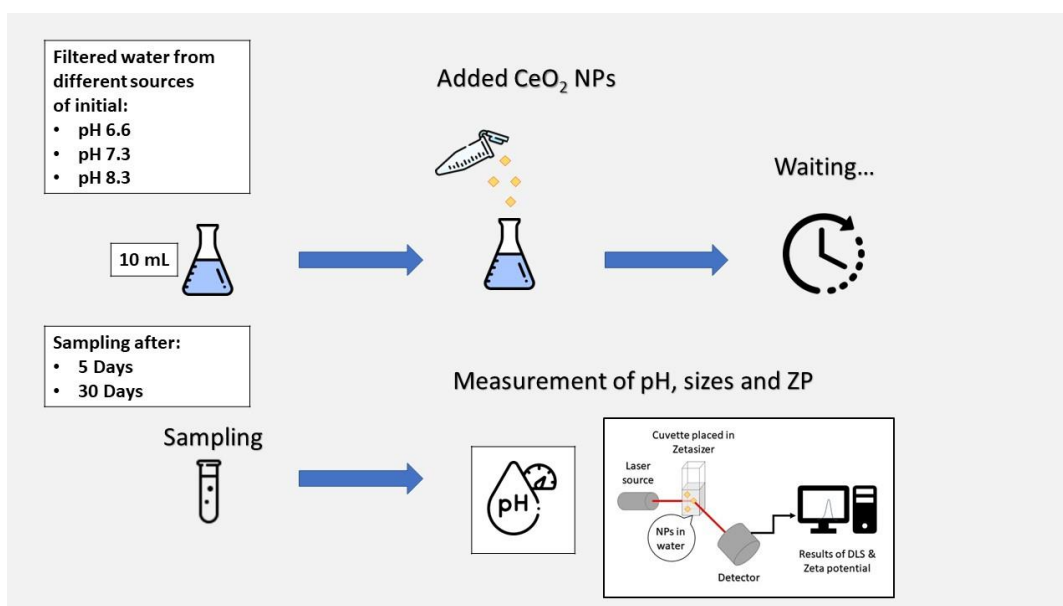 Filtered water from
different sources
of initial:
• pH 6.6
• pH 7.3
• pH 8.3
Added CeO₂ NPs
Waiting...
10 mL
Sampling after:
• 5 Days
• 30 Days
Measurement of pH, sizes and ZP
Sampling
pH
Cuvette placed in
Zetasizer
Laser
source
NPs in
water
Detector
Results of DLS &
Zeta potential